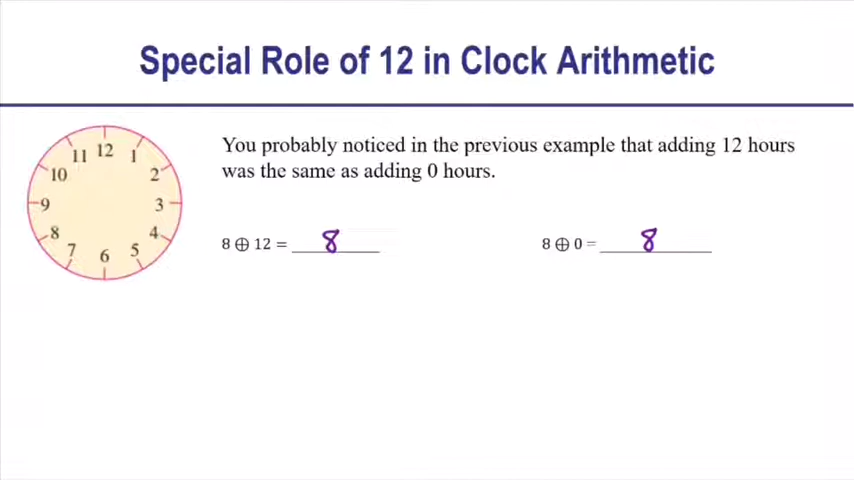 Special Role of 12 in Clock Arithmetic
11 12 1
10 2
9 3
8 4
7 6 5
You probably noticed in the previous example that adding 12 hours
was the same as adding 0 hours.
8 ⊕ 12 = 8
8 ⊕ 0 = 8